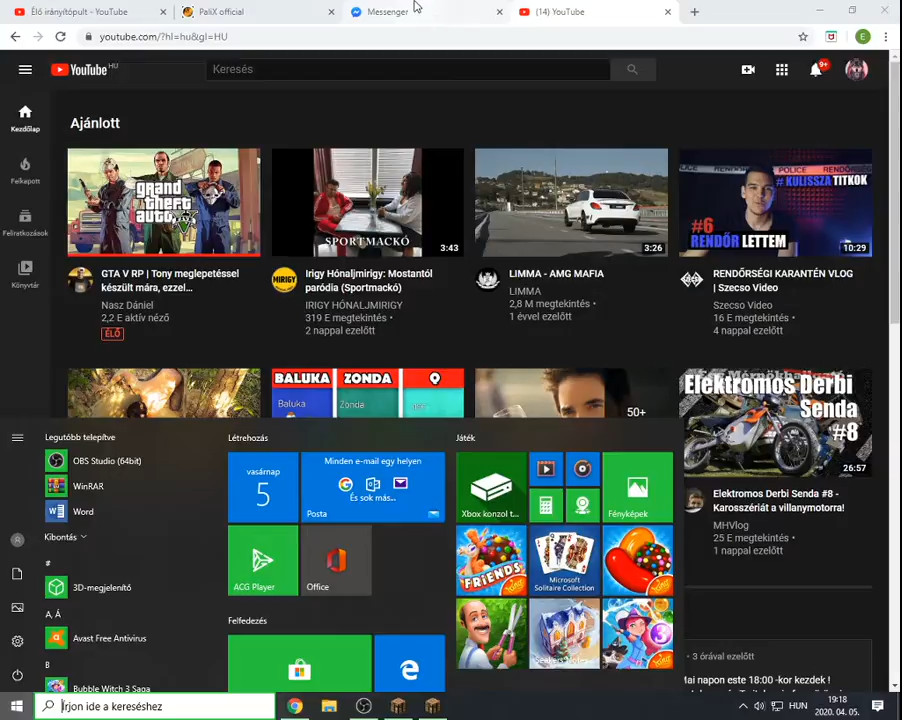 Élő irányítópult - YouTube
PaliX official
Messenger
(14) YouTube
youtube.com/?hl=hu&gl=HU
E
YouTube HU
Keresés
9+
Kezdőlap
Felkapott
Feliratkozások
Könyvtár
Ajánlott
grand theft auto V
SPORTMACKÓ
3:43
3:26
POLICE
RENDŐR
# KULISSZA TITKOK
#6 RENDŐR LETTEM
10:29
GTA V RP | Tony meglepetéssel készült mára, ezzel...
Nasz Dániel
2,2 E aktív néző
ÉLŐ
MIRIGY
Irigy Hónaljmirigy: Mostantól paródia (Sportmackó)
IRIGY HÓNALJMIRIGY
319 E megtekintés •
2 nappal ezelőtt
LIMMA - AMG MAFIA
LIMMA
2,8 M megtekintés •
1 évvel ezelőtt
RENDŐRSÉGI KARANTÉN VLOG | Szecso Video
Szecso Video
16 E megtekintés •
4 nappal ezelőtt
BALUKA
ZONDA
Baluka
Zonda
50+
Elektromos Derbi Senda #8
26:57
Elektromos Derbi Senda #8 - Karosszériát a villanymotorra!
MHVlog
25 E megtekintés •
1 nappal ezelőtt
• 3 órával ezelőtt
Mai napon este 18:00 -kor kezdek !
Legutóbb telepítve
OBS Studio (64bit)
WinRAR
Word
Kibontás
#
3D-megjelenítő
A, Á
Avast Free Antivirus
B
Bubble Witch 3 Saga
Létrehozás
vasárnap
5
Minden e-mail egy helyen
És sok más...
Posta
ACG Player
Office
Felfedezés
Játék
Xbox konzol t...
Fényképek
FRIENDS
Microsoft Solitaire Collection
Írjon ide a kereséshez
HUN
19:18
2020. 04. 05.